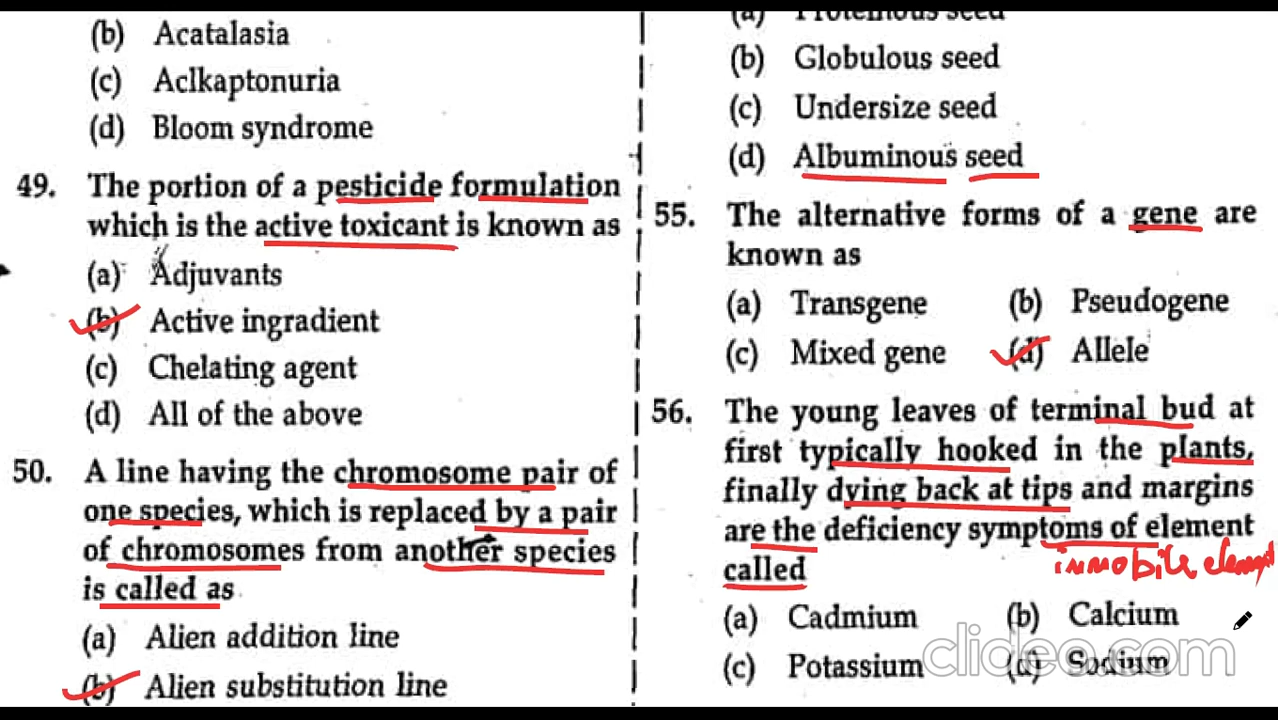 (b) Acatalasia
(c) Aclkaptonuria
(d) Bloom syndrome
49. The portion of a pesticide formulation
which is the active toxicant is known as
(a) Adjuvants
(b) Active ingradient
(c) Chelating agent
(d) All of the above
50. A line having the chromosome pair of
one species, which is replaced by a pair
of chromosomes from another species
is called as
(a) Alien addition line
(b) Alien substitution line
(a) Proteinous seed
(b) Globulous seed
(c) Undersize seed
(d) Albuminous seed
55. The alternative forms of a gene are
known as
(a) Transgene (b) Pseudogene
(c) Mixed gene (d) Allele
56. The young leaves of terminal bud at
first typically hooked in the plants,
finally dying back at tips and margins
are the deficiency symptoms of element
called
immobile element
(a) Cadmium (b) Calcium
(c) Potassium (d) Sodium
clideo.com